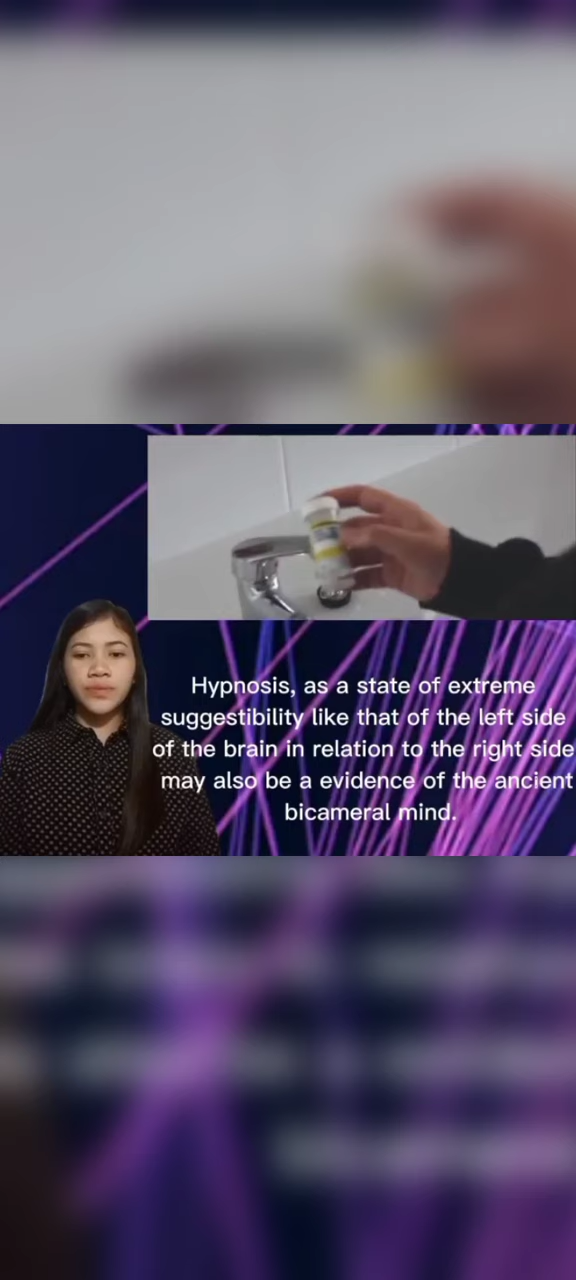 Hypnosis, as a state of extreme
suggestibility like that of the left side
of the brain in relation to the right side
may also be a evidence of the ancient
bicameral mind.